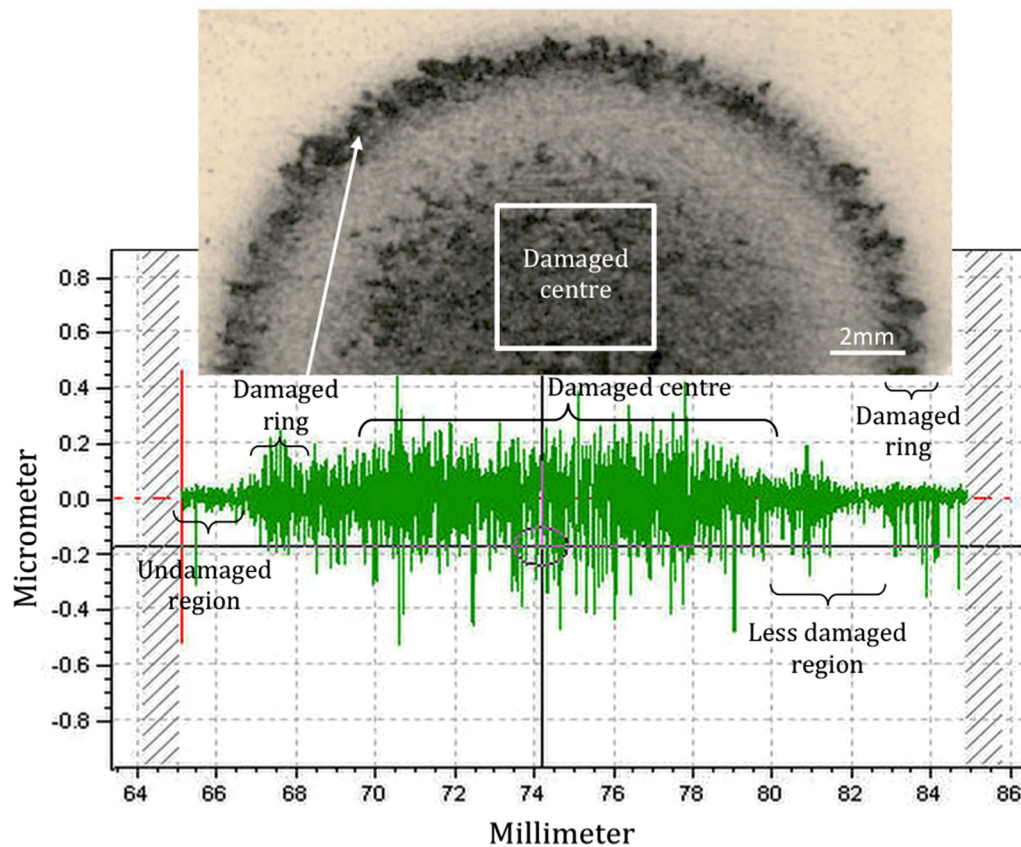 Damaged
centre
2mm
0.8
0.6
0.4
0.2
0.0
-0.2
-0.4
-0.6
-0.8
Micrometer
Damaged
ring
Damaged centre
Damaged
ring
Undamaged
region
Less damaged
region
64 66 68 70 72 74 76 78 80 82 84 86
Millimeter